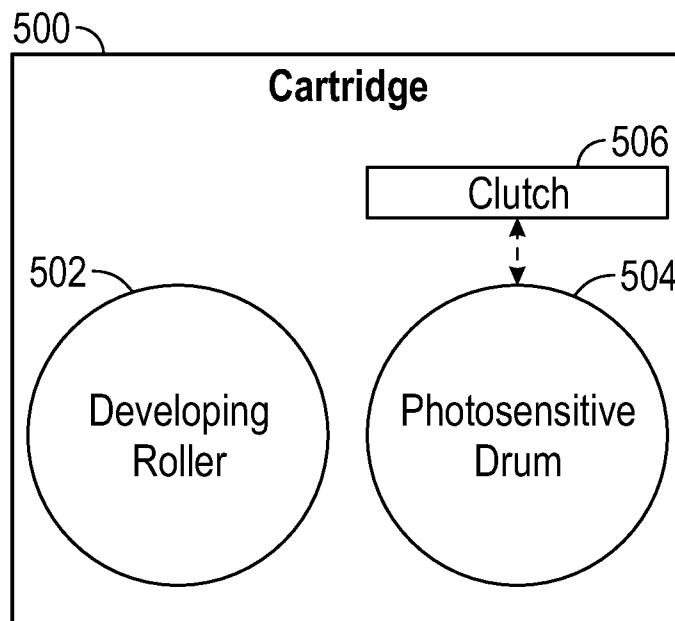 500
Cartridge
506
Clutch
502
504
Developing
Roller
Photosensitive
Drum